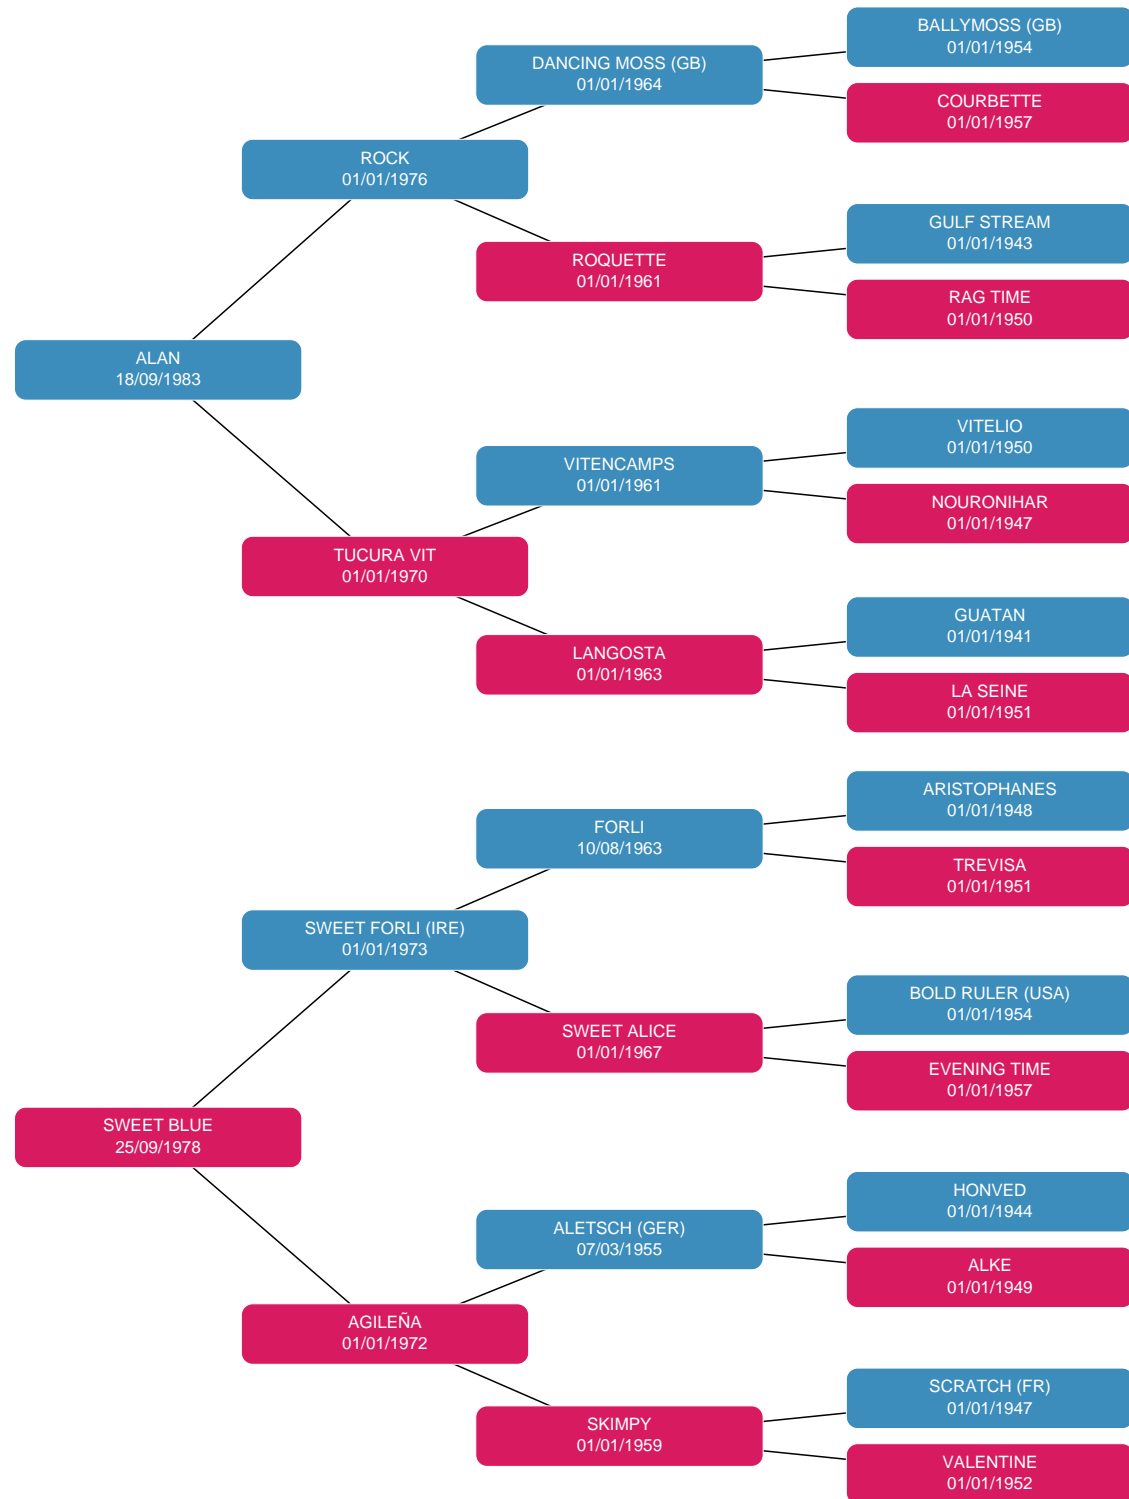 BALLYMOSS (GB)
01/01/1954
DANCING MOSS (GB)
01/01/1964
COURBETTE
01/01/1957
ROCK
01/01/1976
GULF STREAM
01/01/1943
ROQUETTE
01/01/1961
RAG TIME
01/01/1950
ALAN
18/09/1983
VITELIO
01/01/1950
VITENCAMPS
01/01/1961
NOURONIHAR
01/01/1947
TUCURA VIT
01/01/1970
GUATAN
01/01/1941
LANGOSTA
01/01/1963
LA SEINE
01/01/1951
ARISTOPHANES
01/01/1948
FORLI
10/08/1963
TREVISA
01/01/1951
SWEET FORLI (IRE)
01/01/1973
BOLD RULER (USA)
01/01/1954
SWEET ALICE
01/01/1967
EVENING TIME
01/01/1957
SWEET BLUE
25/09/1978
HONVED
01/01/1944
ALETSCH (GER)
07/03/1955
ALKE
01/01/1949
AGILEÑA
01/01/1972
SCRATCH (FR)
01/01/1947
SKIMPY
01/01/1959
VALENTINE
01/01/1952